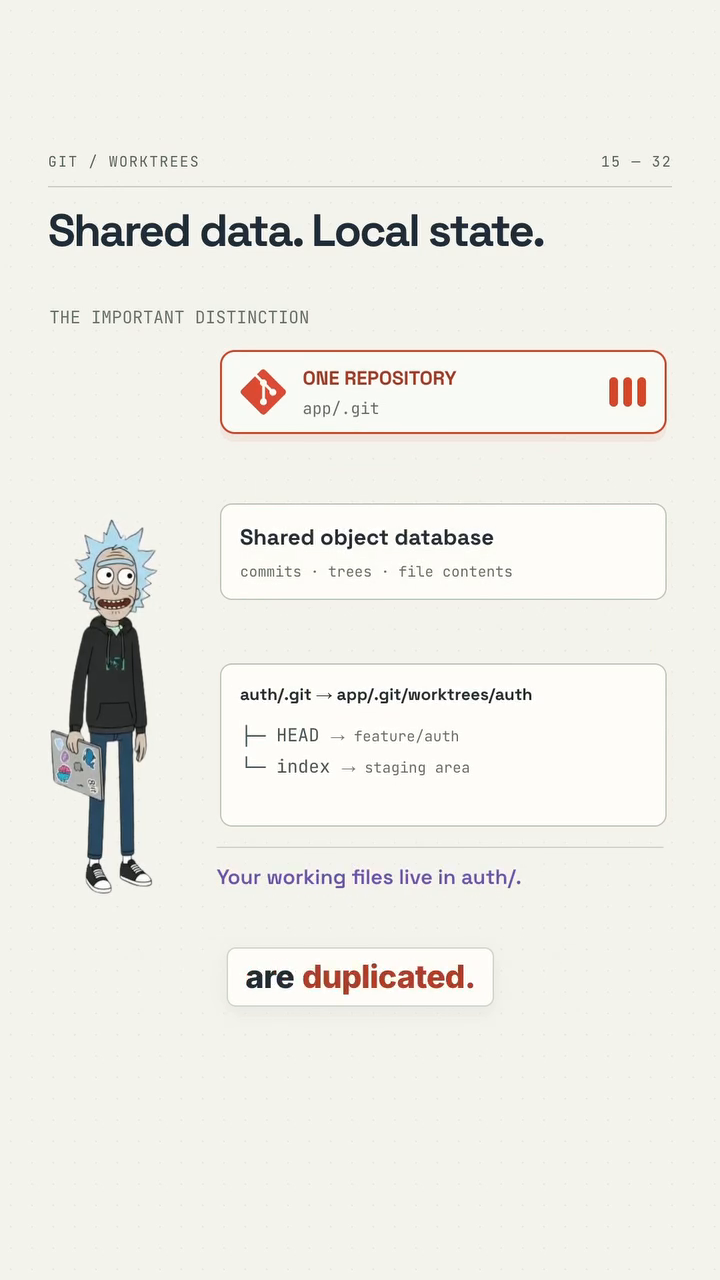 GIT / WORKTREES
15 — 32
Shared data. Local state.
THE IMPORTANT DISTINCTION
ONE REPOSITORY
app/.git
Shared object database
commits · trees · file contents
auth/.git → app/.git/worktrees/auth
├─ HEAD → feature/auth
└─ index → staging area
Your working files live in auth/.
are duplicated.